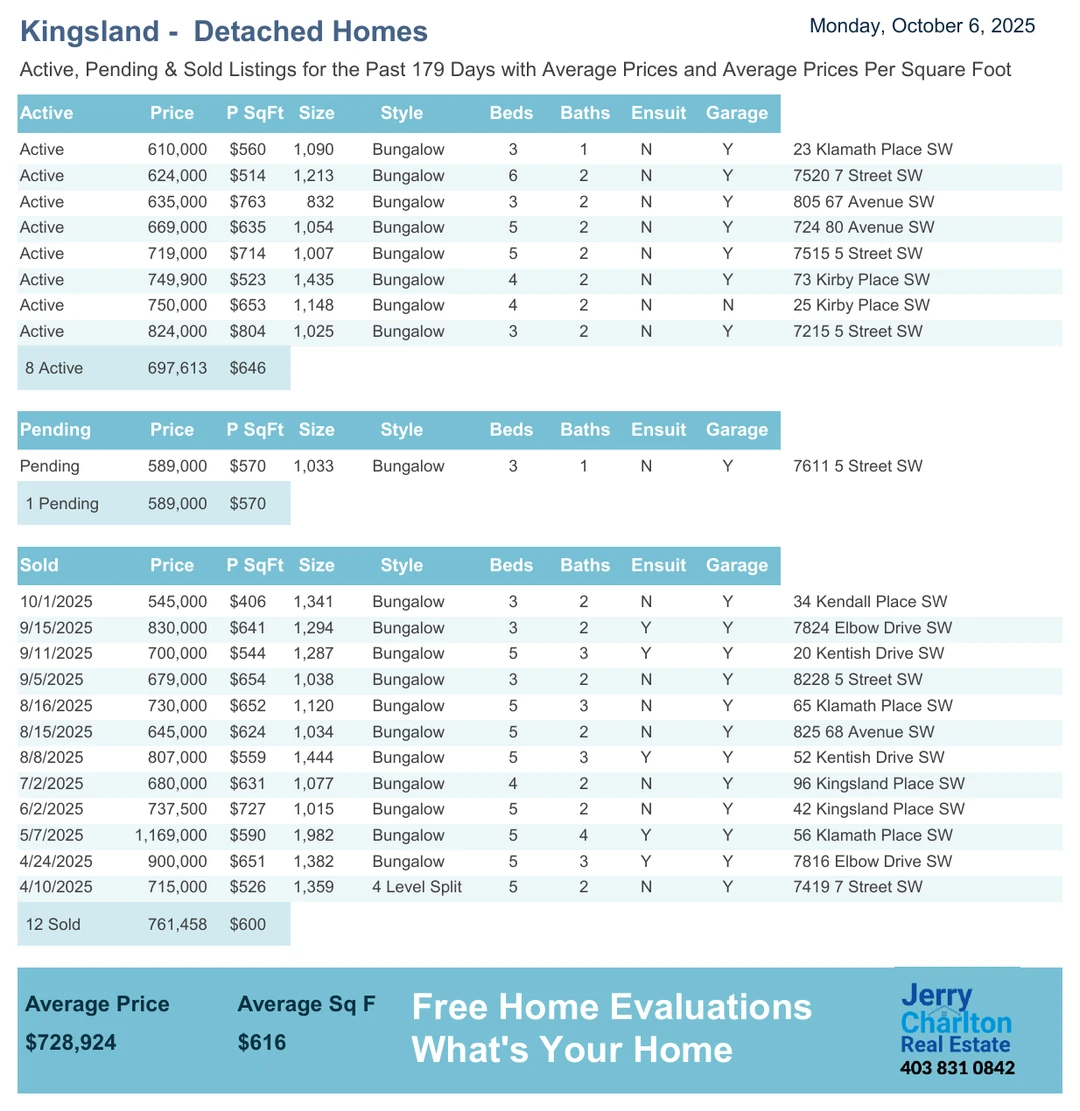 Kingsland - Detached Homes
Monday, October 6, 2025
Active, Pending & Sold Listings for the Past 179 Days with Average Prices and Average Prices Per Square Foot
Active Price P SqFt Size Style Beds Baths Ensuit Garage
Active 610,000 $560 1,090 Bungalow 3 1 N Y 23 Klamath Place SW
Active 624,000 $514 1,213 Bungalow 6 2 N Y 7520 7 Street SW
Active 635,000 $763 832 Bungalow 3 2 N Y 805 67 Avenue SW
Active 669,000 $635 1,054 Bungalow 5 2 N Y 724 80 Avenue SW
Active 719,000 $714 1,007 Bungalow 5 2 N Y 7515 5 Street SW
Active 749,900 $523 1,435 Bungalow 4 2 N Y 73 Kirby Place SW
Active 750,000 $653 1,148 Bungalow 4 2 N N 25 Kirby Place SW
Active 824,000 $804 1,025 Bungalow 3 2 N Y 7215 5 Street SW
8 Active 697,613 $646
Pending Price P SqFt Size Style Beds Baths Ensuit Garage
Pending 589,000 $570 1,033 Bungalow 3 1 N Y 7611 5 Street SW
1 Pending 589,000 $570
Sold Price P SqFt Size Style Beds Baths Ensuit Garage
10/1/2025 545,000 $406 1,341 Bungalow 3 2 N Y 34 Kendall Place SW
9/15/2025 830,000 $641 1,294 Bungalow 3 2 Y Y 7824 Elbow Drive SW
9/11/2025 700,000 $544 1,287 Bungalow 5 3 Y Y 20 Kentish Drive SW
9/5/2025 679,000 $654 1,038 Bungalow 3 2 N Y 8228 5 Street SW
8/16/2025 730,000 $652 1,120 Bungalow 5 3 N Y 65 Klamath Place SW
8/15/2025 645,000 $624 1,034 Bungalow 5 2 N Y 825 68 Avenue SW
8/8/2025 807,000 $559 1,444 Bungalow 5 3 Y Y 52 Kentish Drive SW
7/2/2025 680,000 $631 1,077 Bungalow 4 2 N Y 96 Kingsland Place SW
6/2/2025 737,500 $727 1,015 Bungalow 5 2 N Y 42 Kingsland Place SW
5/7/2025 1,169,000 $590 1,982 Bungalow 5 4 Y Y 56 Klamath Place SW
4/24/2025 900,000 $651 1,382 Bungalow 5 3 Y Y 7816 Elbow Drive SW
4/10/2025 715,000 $526 1,359 4 Level Split 5 2 N Y 7419 7 Street SW
12 Sold 761,458 $600
Average Price Average Sq F
$728,924 $616
Free Home Evaluations
What's Your Home
Jerry
Charlton
Real Estate
403 831 0842